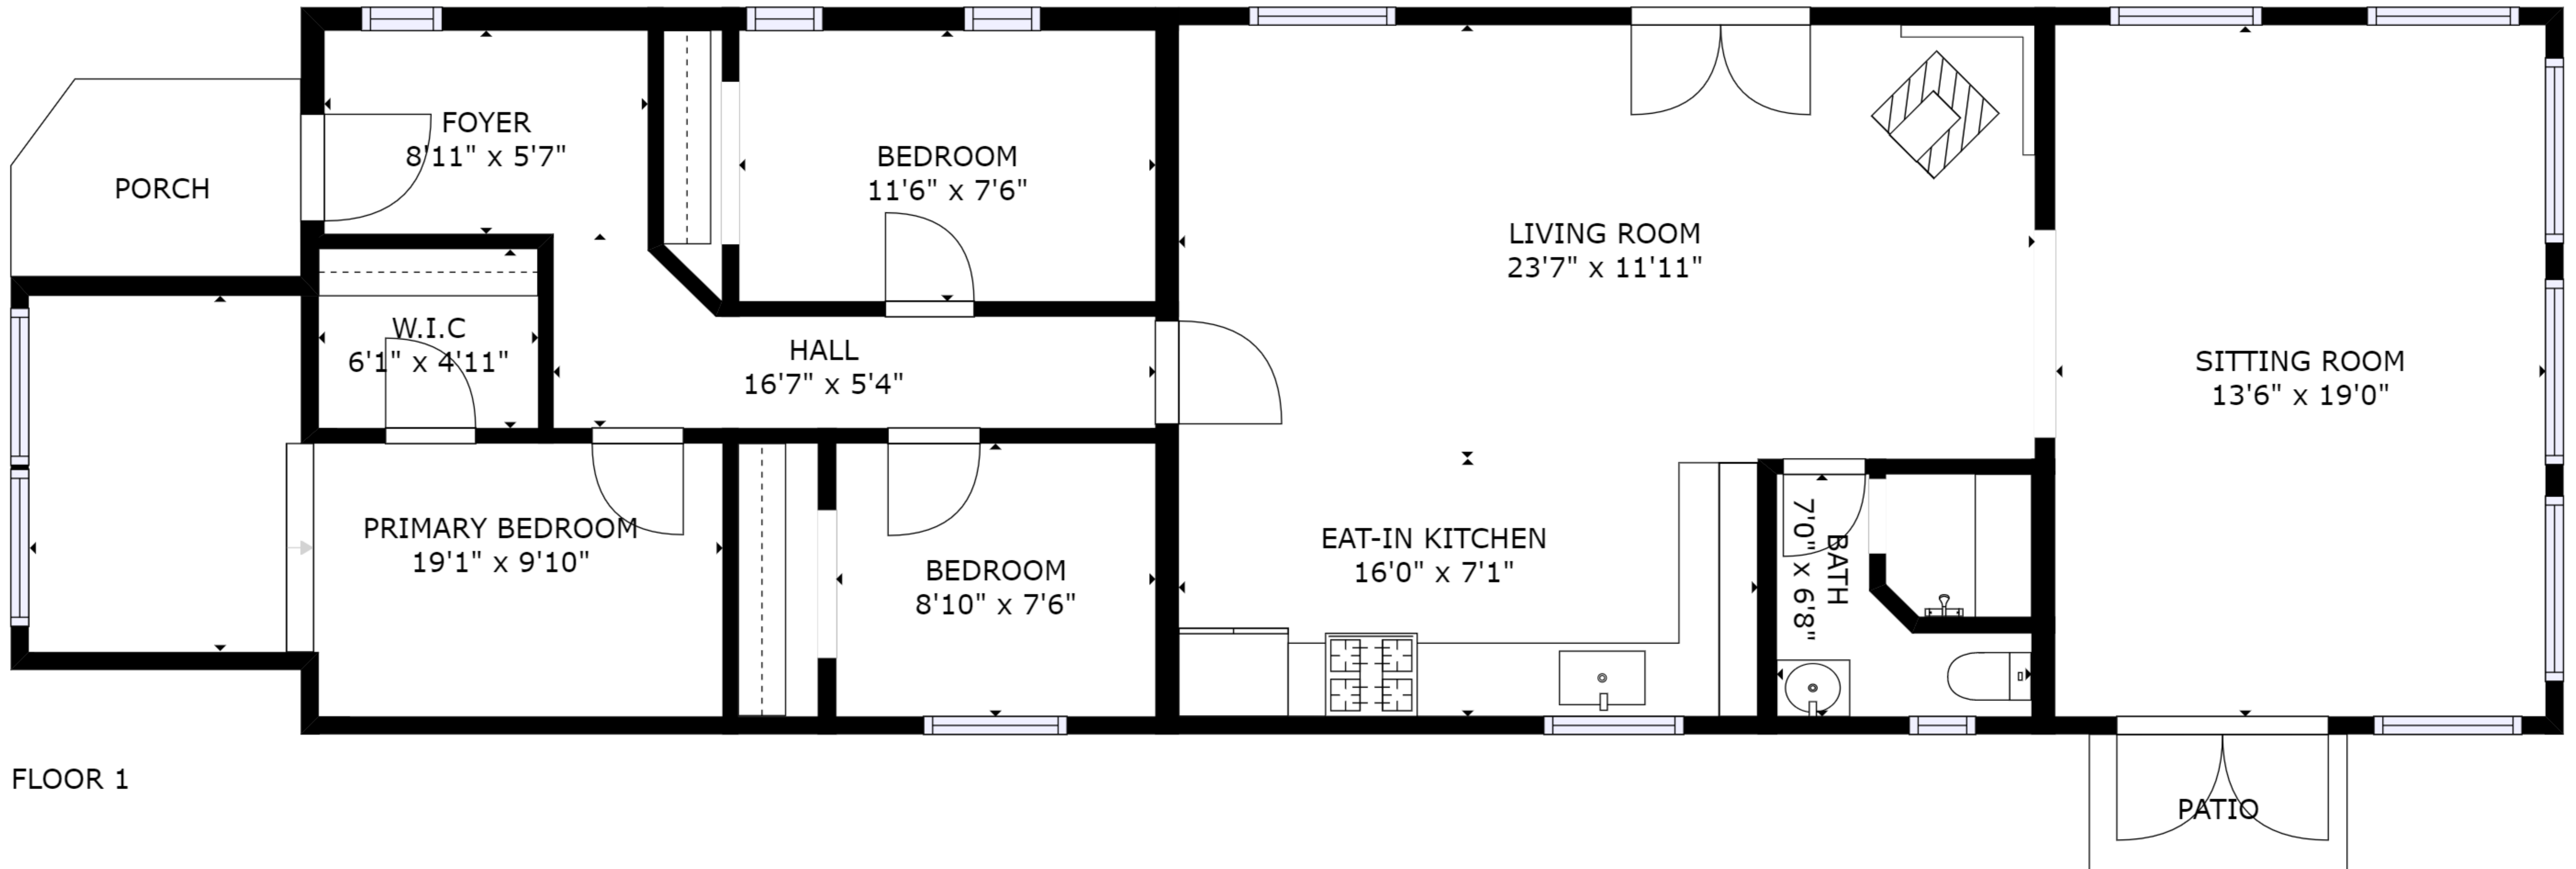 FOYER
8'11" x 5'7"
PORCH
BEDROOM
11'6" x 7'6"
LIVING ROOM
23'7" x 11'11"
W.I.C
6'1" x 4'11"
HALL
16'7" x 5'4"
SITTING ROOM
13'6" x 19'0"
PRIMARY BEDROOM
19'1" x 9'10"
BEDROOM
8'10" x 7'6"
EAT-IN KITCHEN
16'0" x 7'1"
BATH
7'0" x 6'8"
FLOOR 1
PATIO